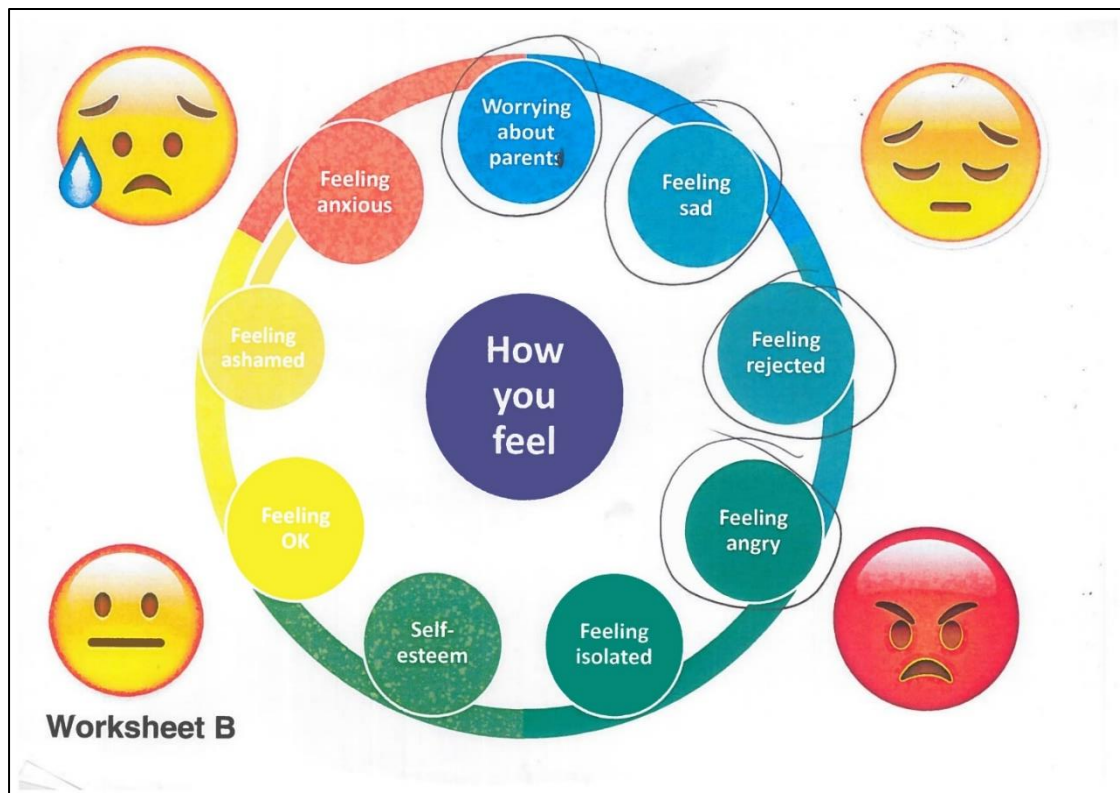 Worrying
about
parents
Feeling
sad
Feeling
rejected
Feeling
angry
Feeling
isolated
Self-
esteem
Feeling
OK
Feeling
ashamed
Feeling
anxious
How
you
feel
Worksheet B